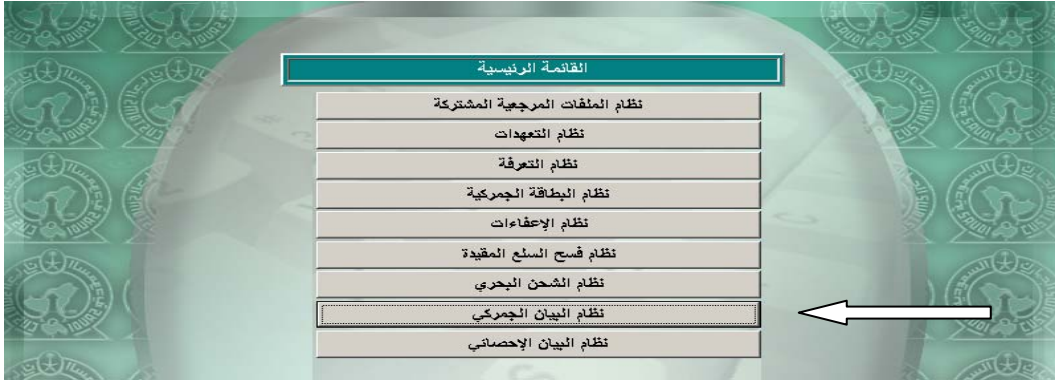 القائمة الرئيسية
نظام الملفات المرجعية المشتركة
نظام التعهدات
نظام التعرفة
نظام البطاقة الجمركية
نظام الإعفاءات
نظام فسح السلع المقيدة
نظام الشحن البحري
نظام البيان الجمركي
نظام البيان الإحصائي